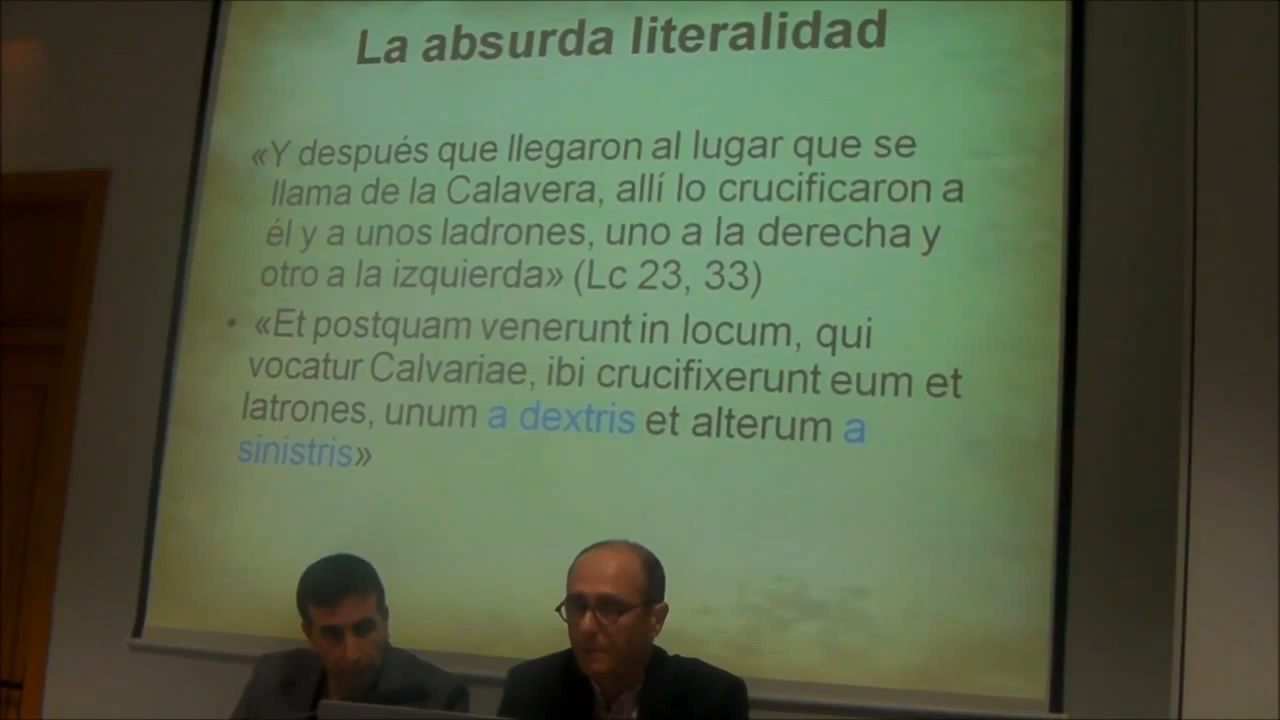 La absurda literalidad
«Y después que llegaron al lugar que se
llama de la Calavera, allí lo crucificaron a
él y a unos ladrones, uno a la derecha y
otro a la izquierda» (Lc 23, 33)
• «Et postquam venerunt in locum, qui
vocatur Calvariae, ibi crucifixerunt eum et
latrones, unum a dextris et alterum a
sinistris»